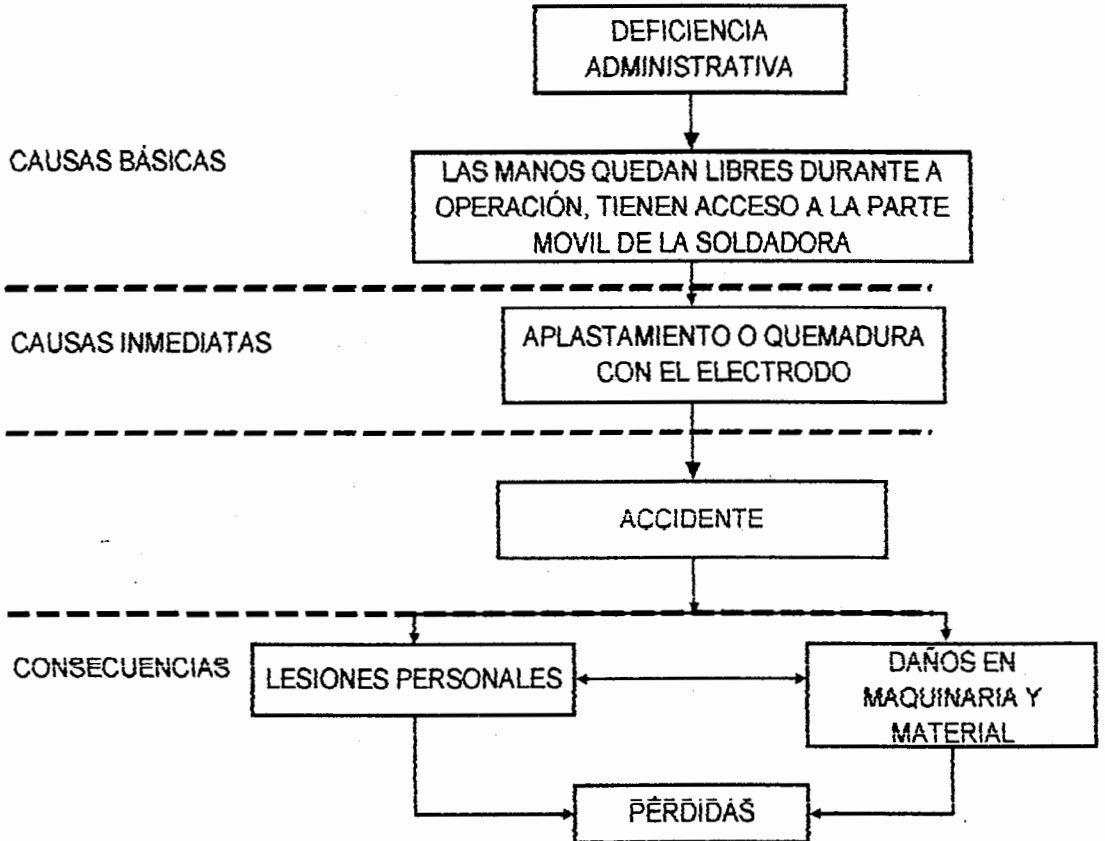 DEFICIENCIA
ADMINISTRATIVA
CAUSAS BÁSICAS
LAS MANOS QUEDAN LIBRES DURANTE A
OPERACIÓN, TIENEN ACCESO A LA PARTE
MOVIL DE LA SOLDADORA
CAUSAS INMEDIATAS
APLASTAMIENTO O QUEMADURA
CON EL ELECTRODO
ACCIDENTE
CONSECUENCIAS
LESIONES PERSONALES
DAÑOS EN
MAQUINARIA Y
MATERIAL
PÉRDIDAS